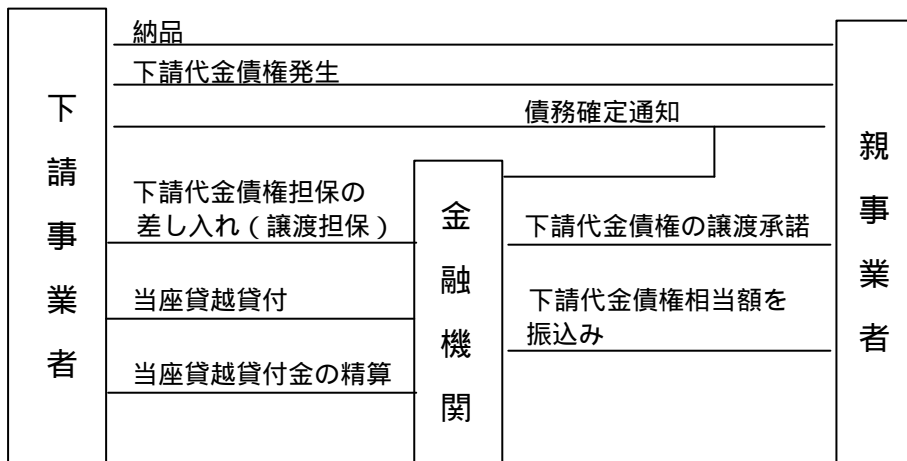 納品
下請代金債権発生
債務確定通知
下請事業者
親事業者
金融機関
下請代金債権担保の
差し入れ（譲渡担保）
下請代金債権の譲渡承諾
当座貸越貸付
下請代金債権相当額を
振込み
当座貸越貸付金の精算